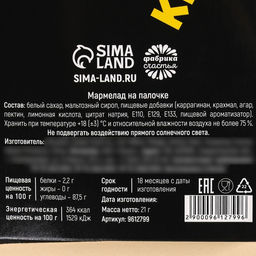 SIMA
LAND
фабрика
счастья
SIMA-LAND.RU
Мармелад на палочке
Состав: белый сахар, мальтозный сироп, пищевые добавки (каррагинан, крахмал, агар,
пектин, лимонная кислота, цитрат натрия, E110, E129, E133, пищевой ароматизатор).
Хранить при температуре +18 (±3) °C и относительной влажности воздуха не более 75 %.
Не подвергать воздействию прямого солнечного света.
Пищевая
ценность
на 100 г
белки – 2,2 г
жиры – 0 г
углеводы – 87,5 г
Срок
годности:
18 месяцев с даты
изготовления
Энергетическая
ценность на 100 г
364 ккал
1529 кДж
Дата изготовления:
Масса нетто: 21 г
Артикул: 9612799
EAC
2900096127996